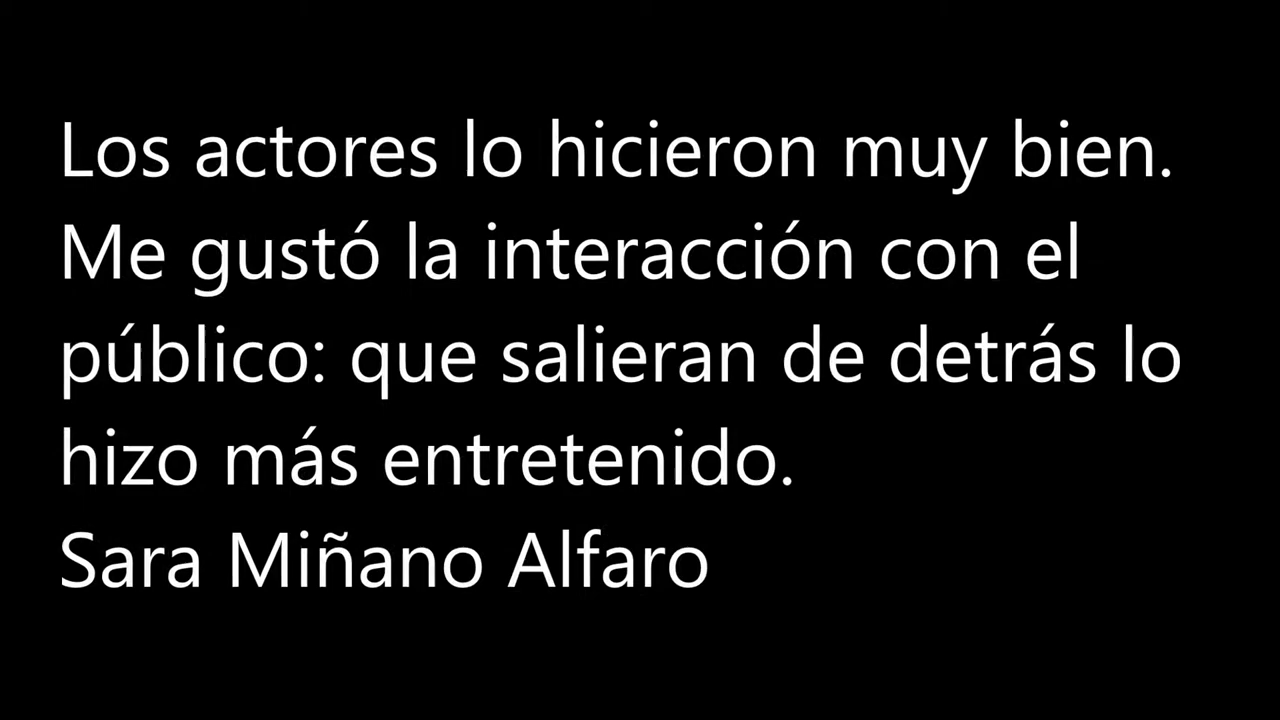 Los actores lo hicieron muy bien.
Me gustó la interacción con el
público: que salieran de detrás lo
hizo más entretenido.
Sara Miñano Alfaro